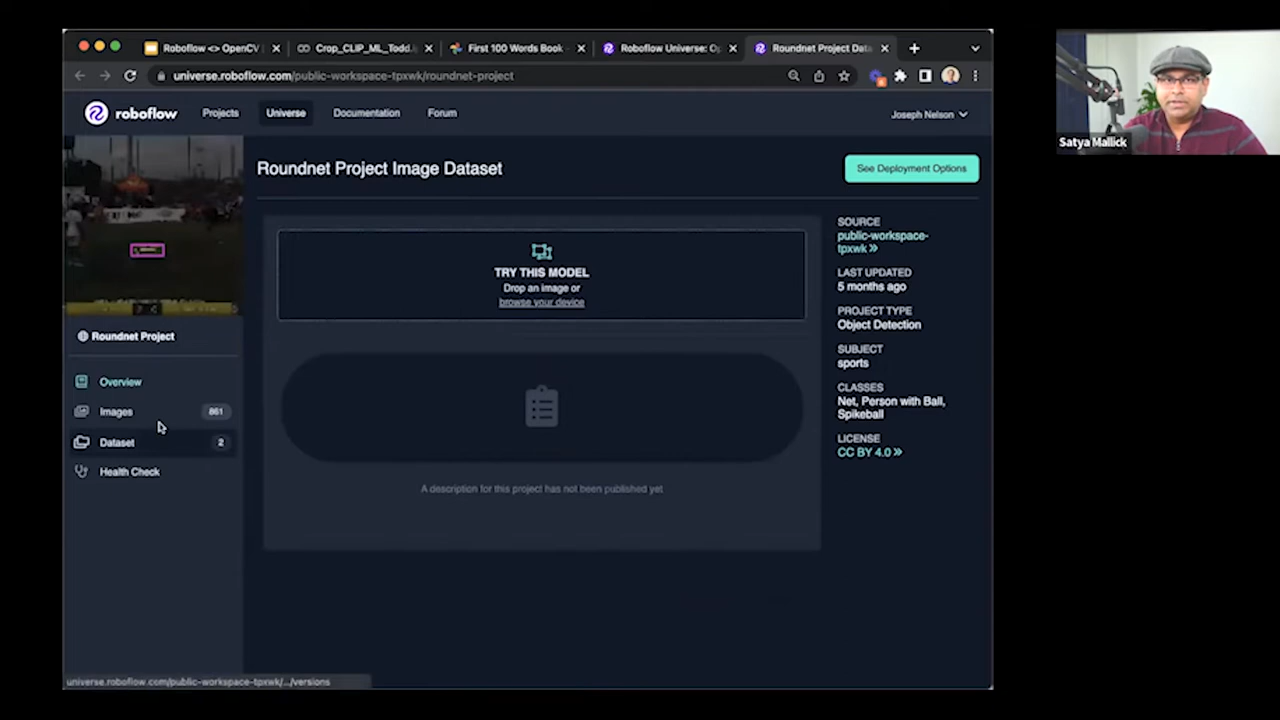 Roboflow <> OpenCV
Crop_CLIP_ML_Todd.i
First 100 Words Book -
Roboflow Universe: Op
Roundnet Project Data
universe.roboflow.com/public-workspace-tpxwk/roundnet-project
roboflow
Projects
Universe
Documentation
Forum
Joseph Nelson
Satya Mallick
Roundnet Project Image Dataset
See Deployment Options
TRY THIS MODEL
Drop an image or
browse your device
SOURCE
public-workspace-
tpxwk »
LAST UPDATED
5 months ago
PROJECT TYPE
Object Detection
SUBJECT
sports
CLASSES
Net, Person with Ball,
Spikeball
LICENSE
CC BY 4.0 »
Roundnet Project
Overview
Images 861
Dataset 2
Health Check
A description for this project has not been published yet
universe.roboflow.com/public-workspace-tpxwk/.../versions